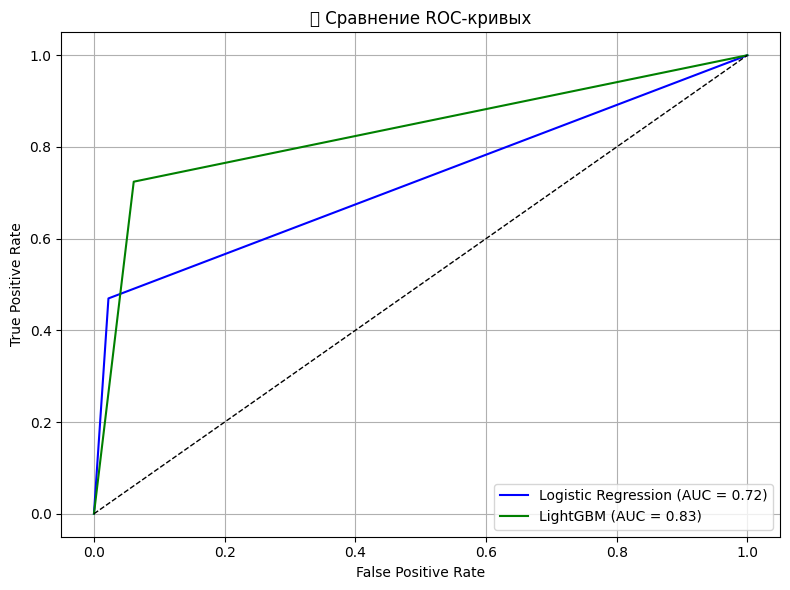 Сравнение ROC-кривых
1.0
0.8
0.6
0.4
0.2
0.0
True Positive Rate
0.0 0.2 0.4 0.6 0.8 1.0
False Positive Rate
Logistic Regression (AUC = 0.72)
LightGBM (AUC = 0.83)